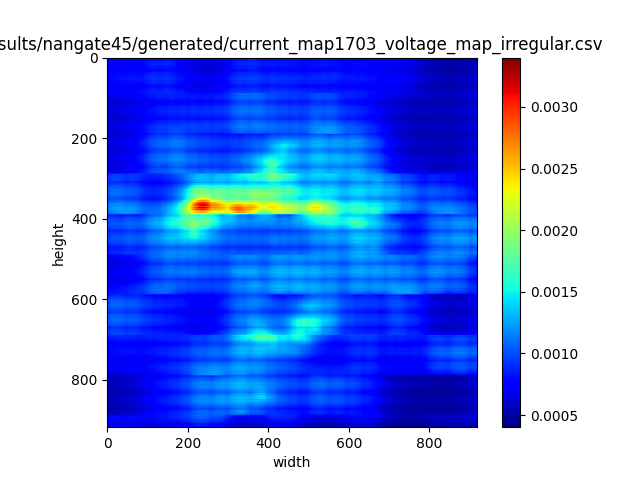 sults/nangate45/generated/current_map1703_voltage_map_irregular.csv
0
200
400
600
800
height
0 200 400 600 800
width
0.0030
0.0025
0.0020
0.0015
0.0010
0.0005